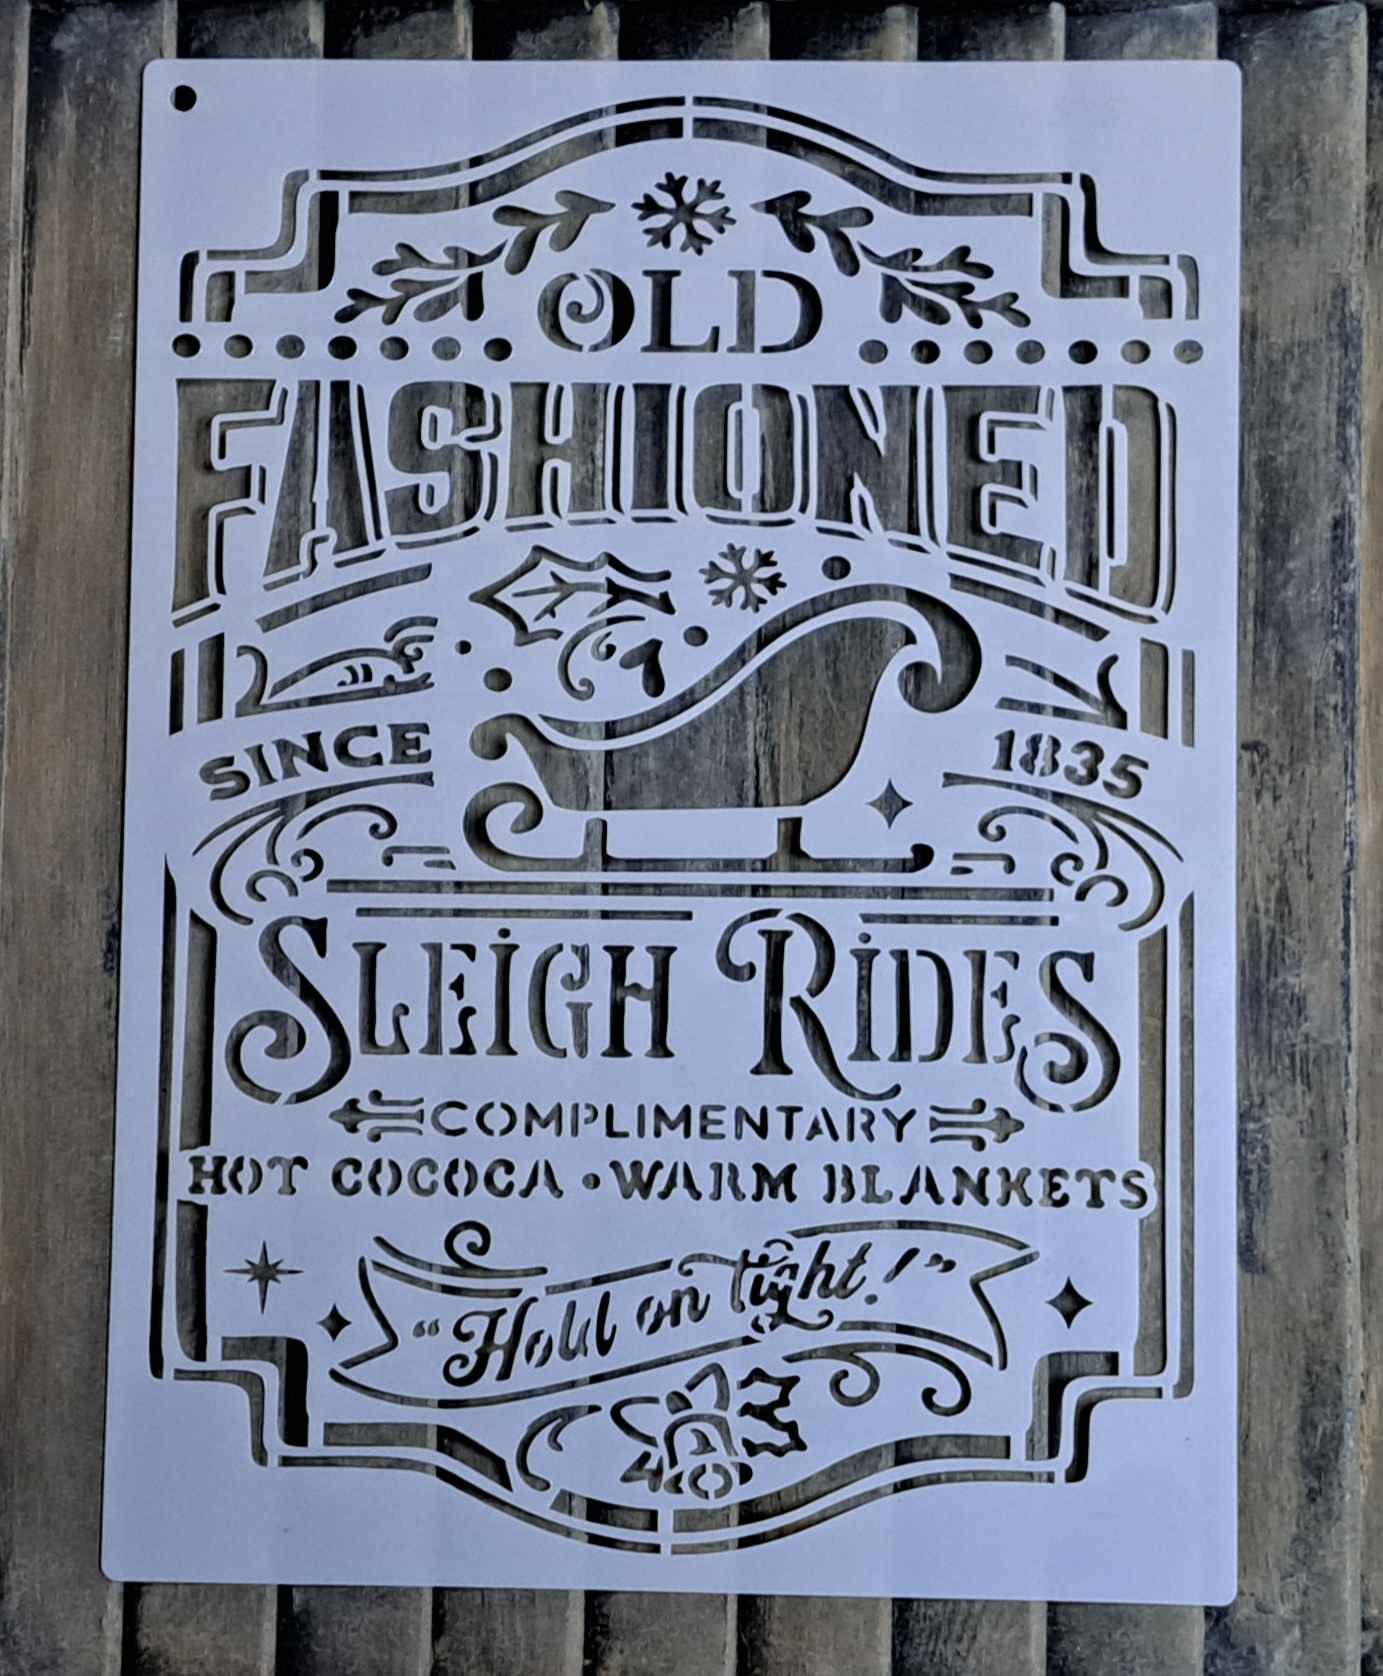 OLD
FASHIONED
SINCE 1835
SLEIGH RIDES
COMPLIMENTARY
HOT COCOCA • WARM BLANKETS
“Hold on tight!”